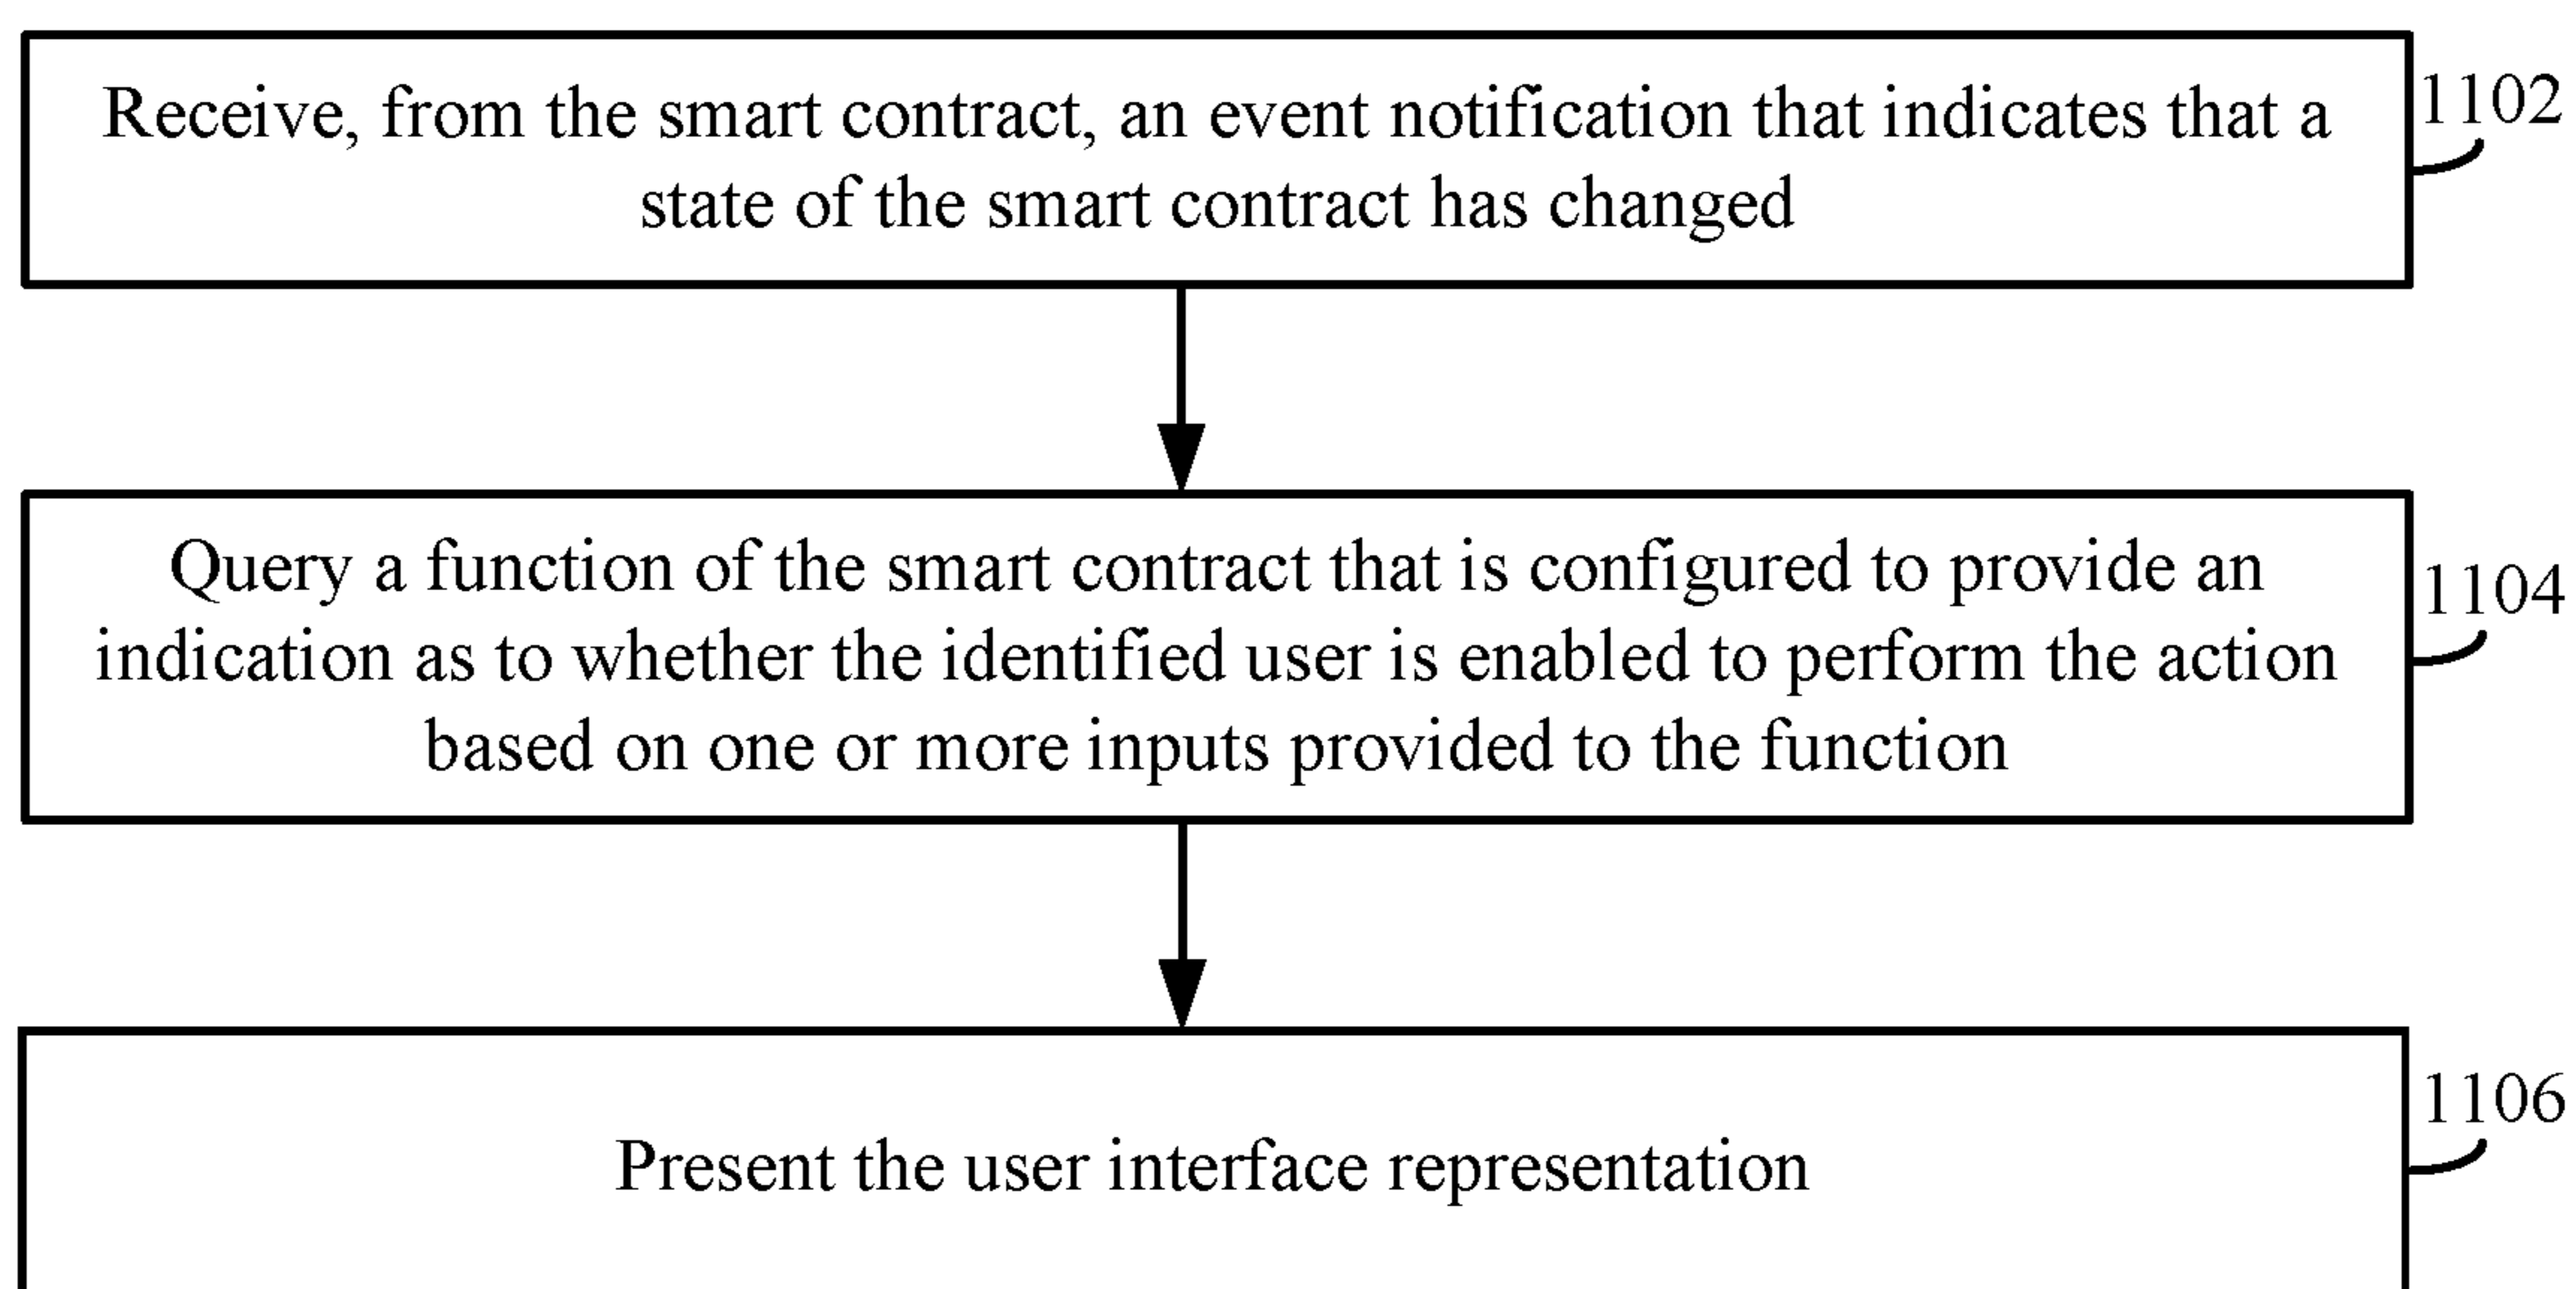 Receive, from the smart contract, an event notification that indicates that a
state of the smart contract has changed
1102
Query a function of the smart contract that is configured to provide an
indication as to whether the identified user is enabled to perform the action
based on one or more inputs provided to the function
1104
Present the user interface representation
1106